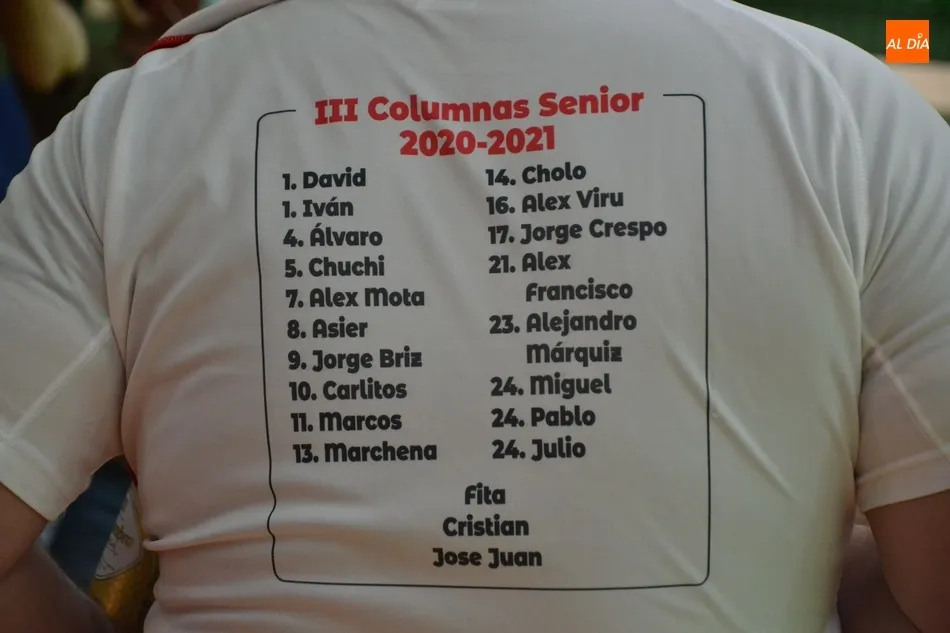 AL DÍA
III Columnas Senior
2020-2021
1. David
1. Iván
4. Álvaro
5. Chuchi
7. Alex Mota
8. Asier
9. Jorge Briz
10. Carlitos
11. Marcos
13. Marchena
14. Cholo
16. Alex Viru
17. Jorge Crespo
21. Alex
Francisco
23. Alejandro
Márquiz
24. Miguel
24. Pablo
24. Julio
Fita
Cristian
Jose Juan